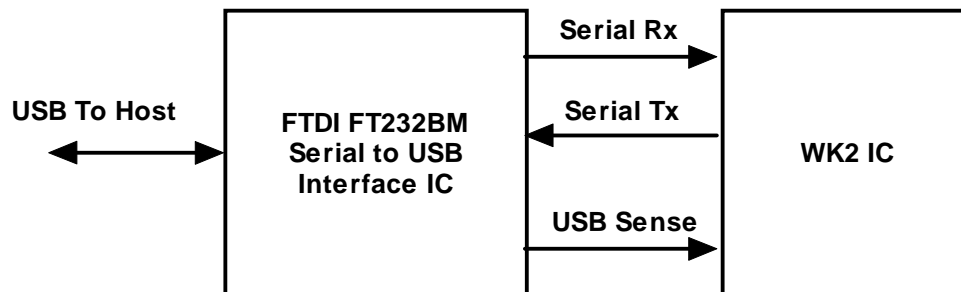 Serial Rx
USB To Host
FTDI FT232BM
Serial to USB
Interface IC
Serial Tx
WK2 IC
USB Sense